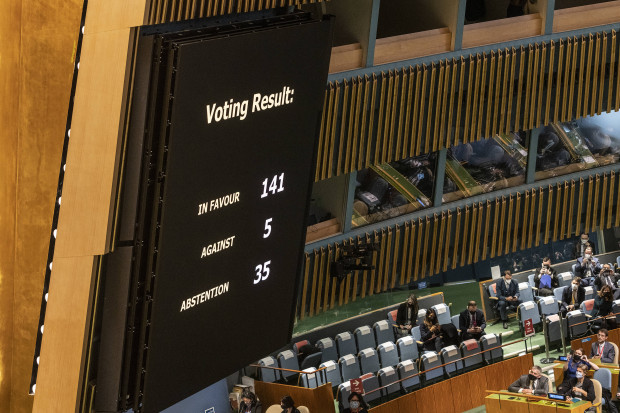 Voting Result:
IN FAVOUR 141
AGAINST 5
ABSTENTION 35